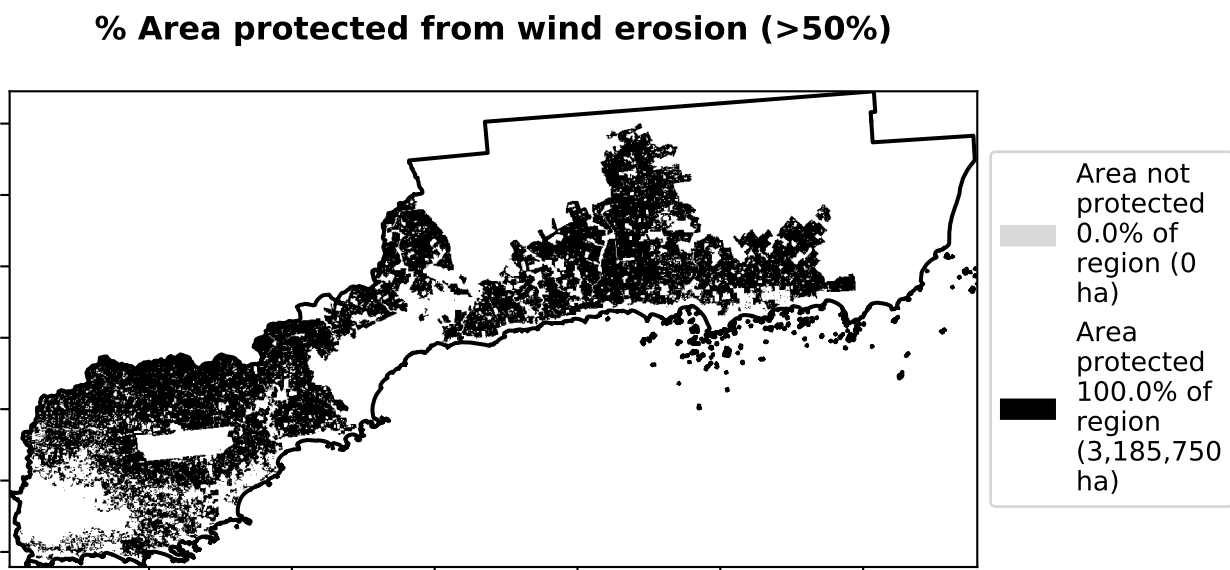 % Area protected from wind erosion (>50%)
Area not
protected
0.0% of
region (0
ha)
Area
protected
100.0% of
region
(3,185,750
ha)